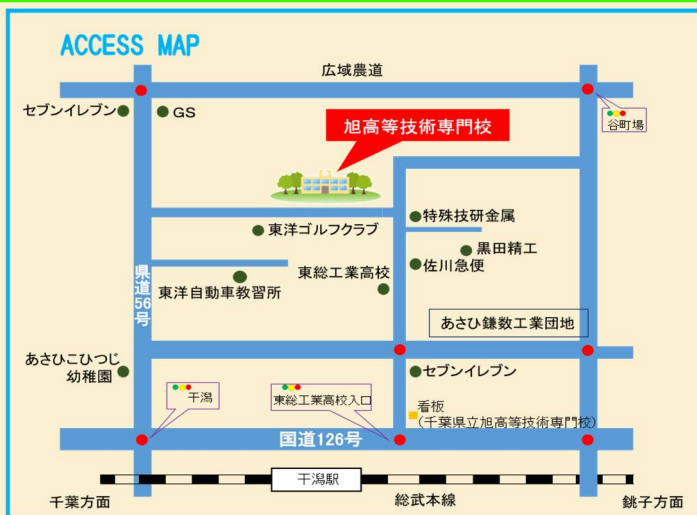 ACCESS MAP
広域農道
セブンイレブン
GS
谷町場
旭高等技術専門校
特殊技研金属
東洋ゴルフクラブ
黒田精工
佐川急便
東総工業高校
東洋自動車教習所
県道56号
あさひ鎌数工業団地
あさひこひつじ
幼稚園
セブンイレブン
干潟
東総工業高校入口
看板
(千葉県立旭高等技術専門校)
国道126号
干潟駅
千葉方面
総武本線
銚子方面